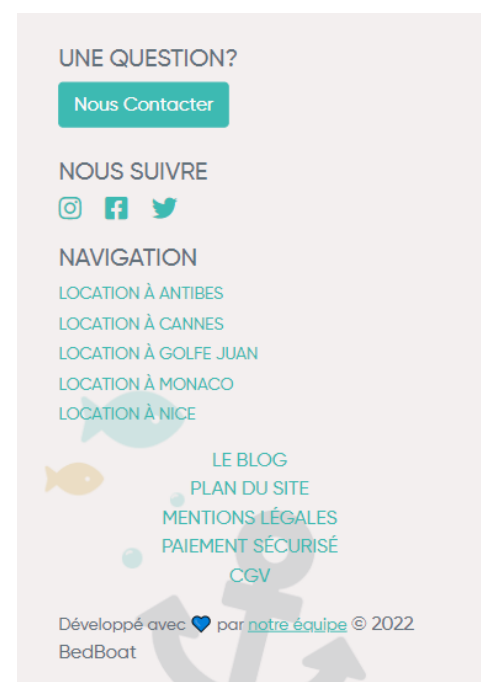 UNE QUESTION?
Nous Contacter
NOUS SUIVRE
NAVIGATION
LOCATION À ANTIBES
LOCATION À CANNES
LOCATION À GOLFE JUAN
LOCATION À MONACO
LOCATION À NICE
LE BLOG
PLAN DU SITE
MENTIONS LÉGALES
PAIEMENT SÉCURISÉ
CGV
Développé avec 💙 par notre équipe © 2022
BedBoat